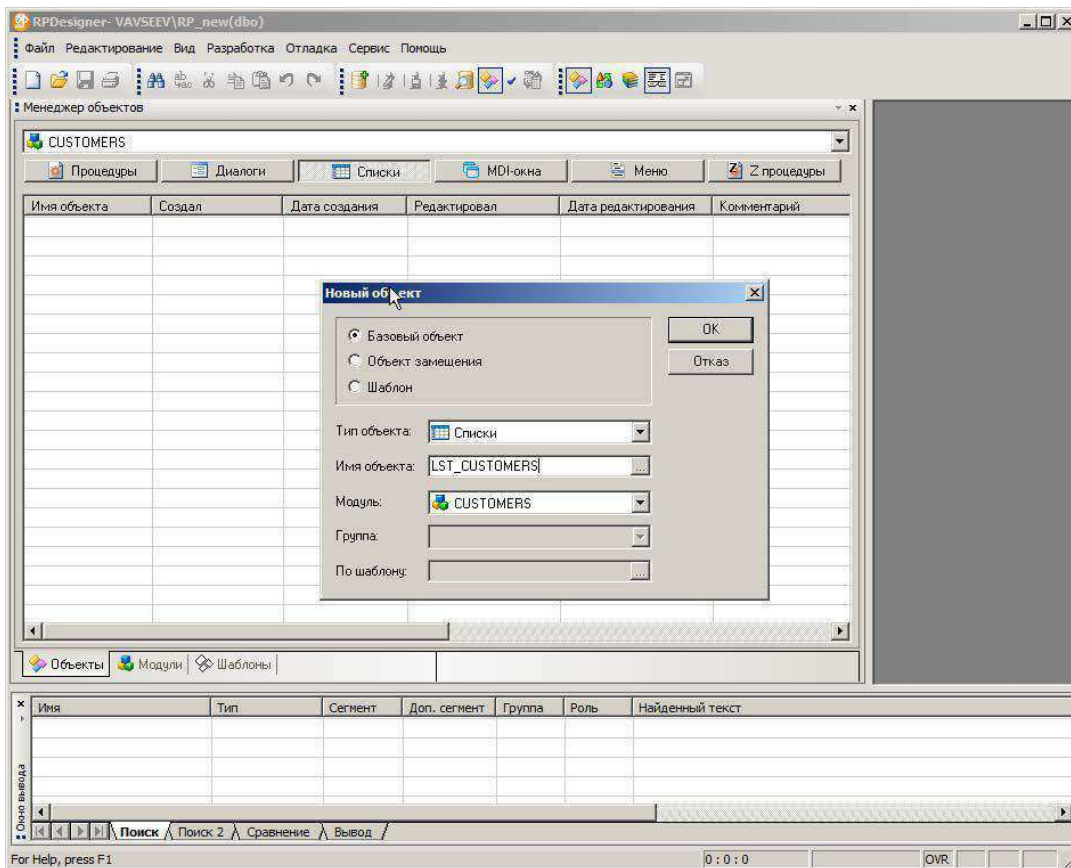 RPDesigner- VAVSEEV\RP_new(dbo)
Файл Редактирование Вид Разработка Отладка Сервис Помощь
Менеджер объектов
CUSTOMERS
Процедуры Диалоги Списки MDI-окна Меню Z процедуры
Имя объекта Создал Дата создания Редактировал Дата редактирования Комментарий
Новый объект
Базовый объект
Объект замещения
Шаблон
OK
Отказ
Тип объекта: Списки
Имя объекта: LST_CUSTOMERS ...
Модуль: CUSTOMERS
Группа:
По шаблону: ...
Объекты Модули Шаблоны
Имя Тип Сегмент Доп. сегмент Группа Роль Найденный текст
Окно вывода
Поиск Поиск 2 Сравнение Вывод
For Help, press F1 0 : 0 : 0 OVR